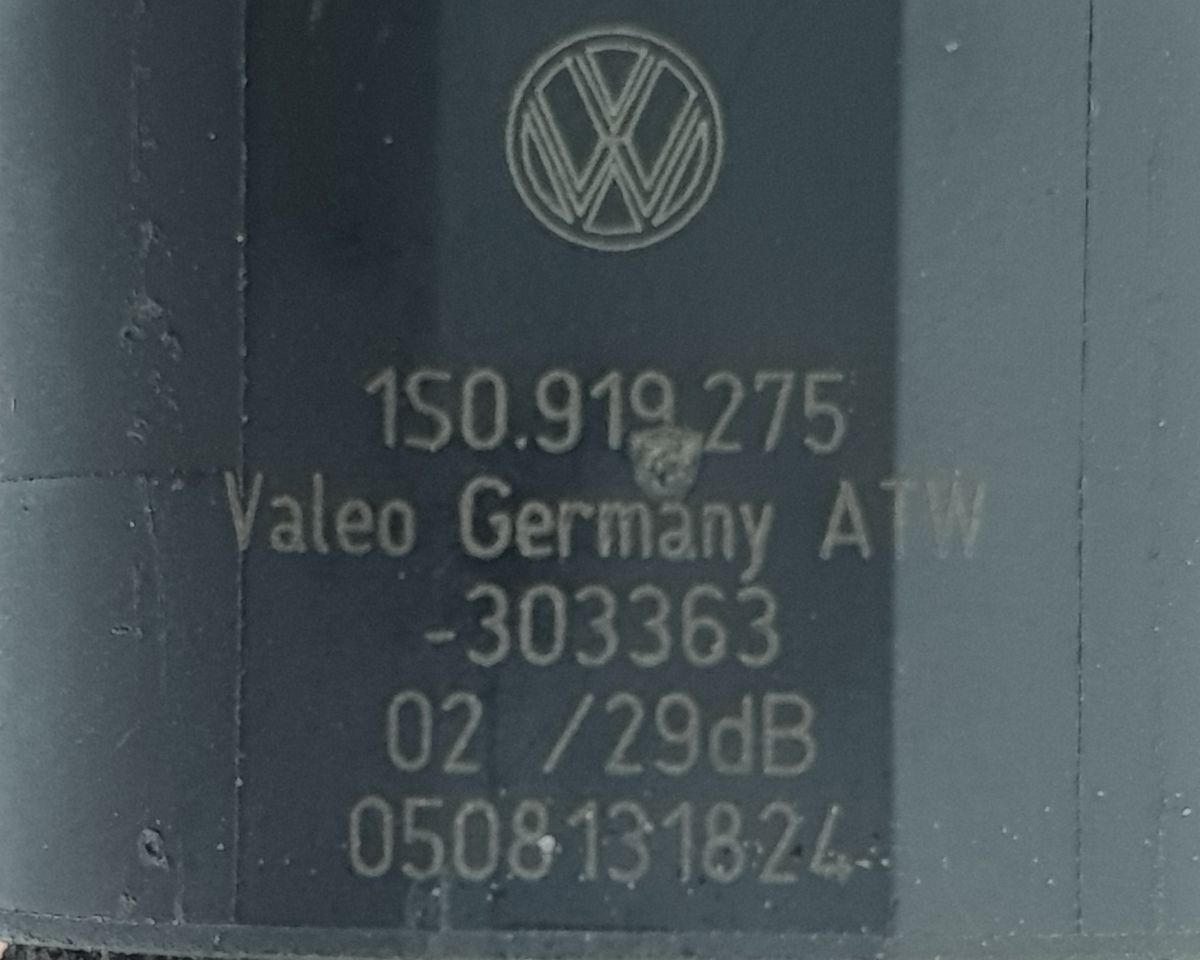 1S0.919.275
Valeo Germany ATW
-303363
02 /29dB
0508131824